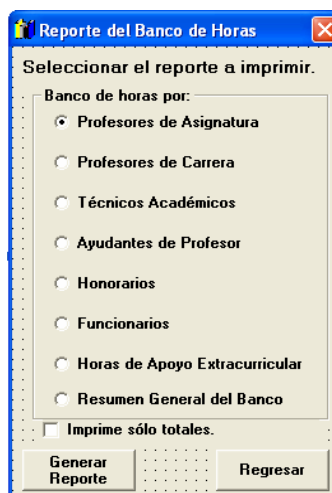 Reporte del Banco de Horas
Seleccionar el reporte a imprimir.
Banco de horas por:
Profesores de Asignatura
Profesores de Carrera
Técnicos Académicos
Ayudantes de Profesor
Honorarios
Funcionarios
Horas de Apoyo Extracurricular
Resumen General del Banco
Imprime sólo totales.
Generar
Reporte
Regresar